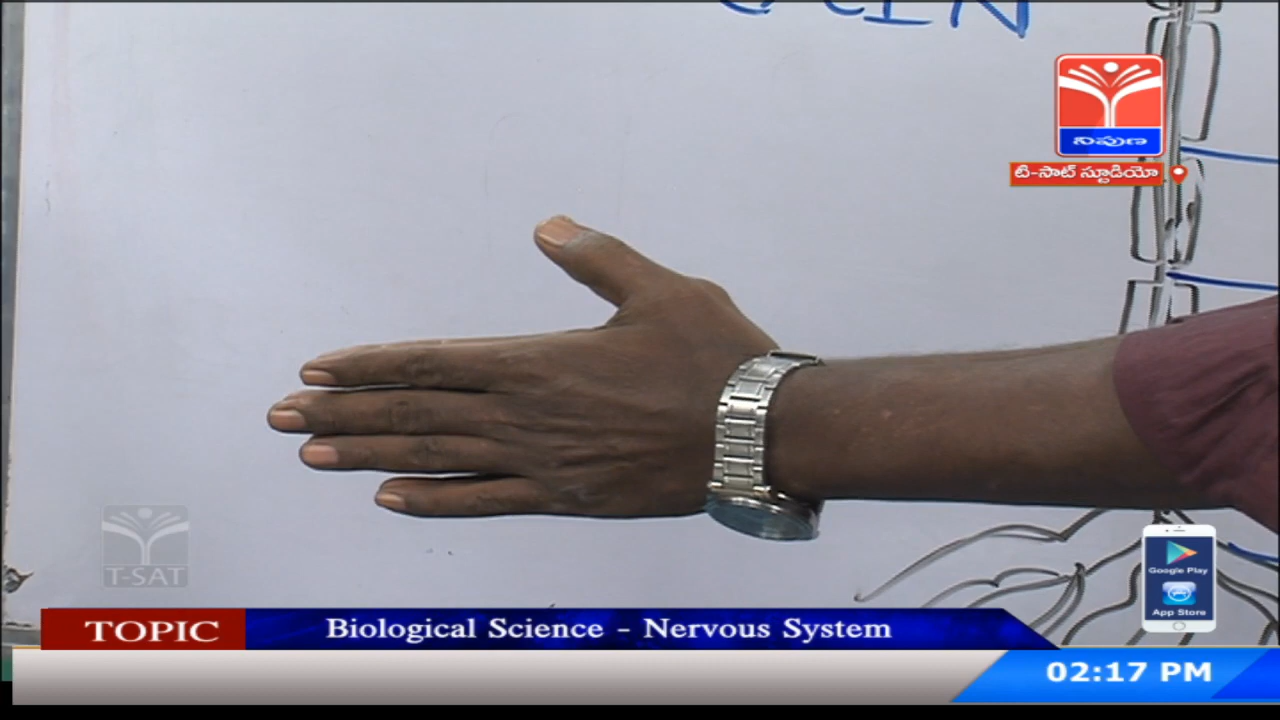 నిపుణ
టి-సాట్ స్టూడియో
T-SAT
Google Play
App Store
TOPIC
Biological Science - Nervous System
02:17 PM